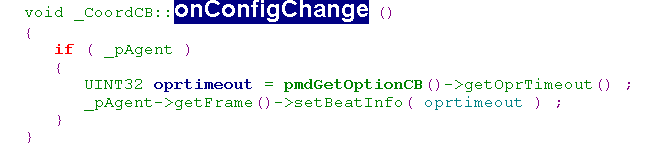 void _CoordCB::onConfigChange ()
{
if ( _pAgent )
{
UINT32 oprtimeout = pmdGetOptionCB()->getOprTimeout() ;
_pAgent->getFrame()->setBeatInfo( oprtimeout ) ;
}
}